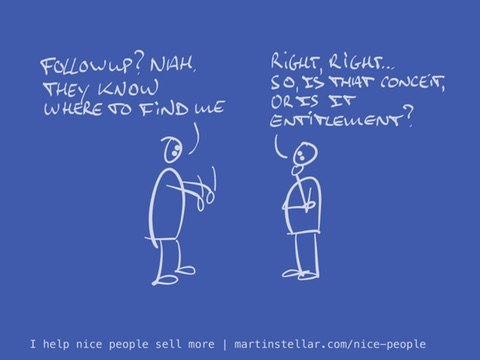 FOLLOWUP? NAH,
THEY KNOW
WHERE TO FIND ME
RIGHT, RIGHT...
SO, IS THAT CONCEIT,
OR IS IT
ENTITLEMENT?
I help nice people sell more | martinstellar.com/nice-people